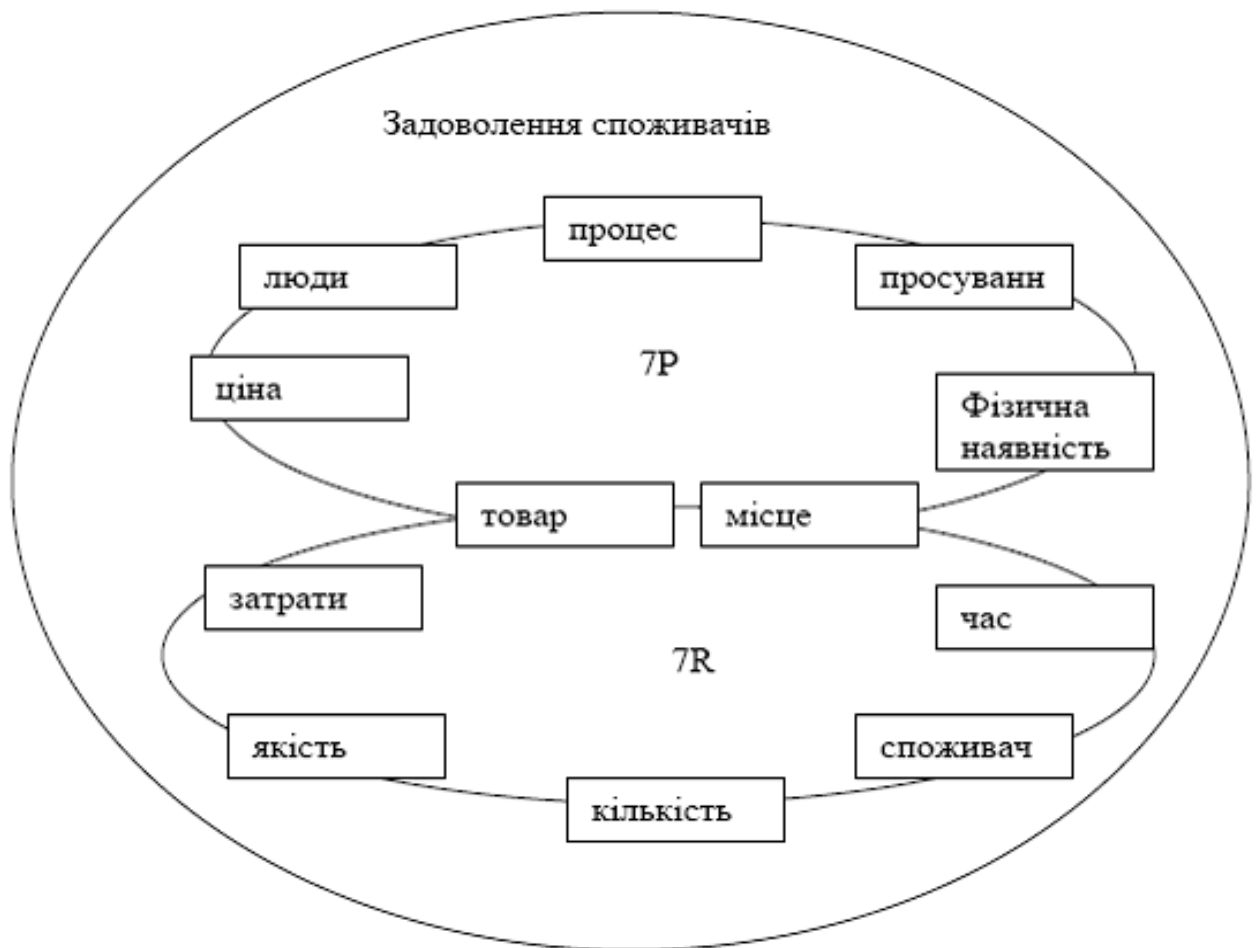 Задоволення споживачів
процес
люди
просуванн
7P
ціна
Фізична
наявність
товар
місце
затрати
час
7R
якість
споживач
кількість